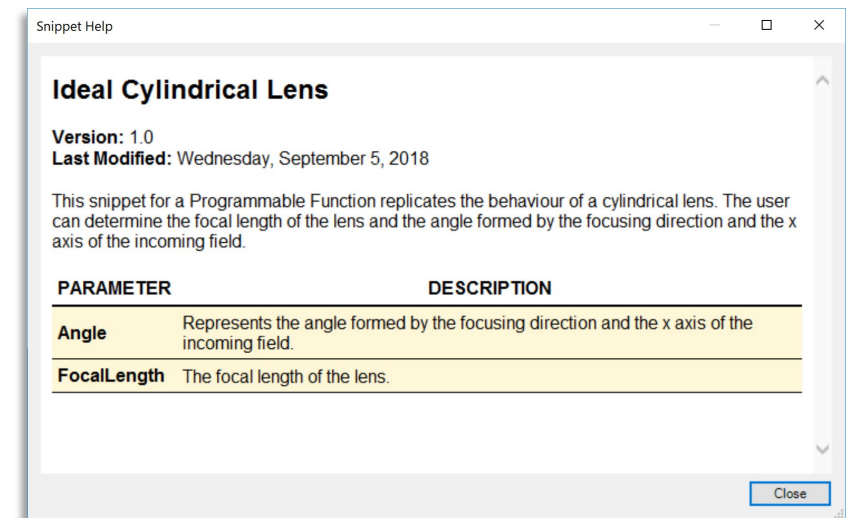 Snippet Help
Ideal Cylindrical Lens
Version: 1.0
Last Modified: Wednesday, September 5, 2018
This snippet for a Programmable Function replicates the behaviour of a cylindrical lens. The user
can determine the focal length of the lens and the angle formed by the focusing direction and the x
axis of the incoming field.
PARAMETER DESCRIPTION
Angle Represents the angle formed by the focusing direction and the x axis of the
incoming field.
FocalLength The focal length of the lens.
Close